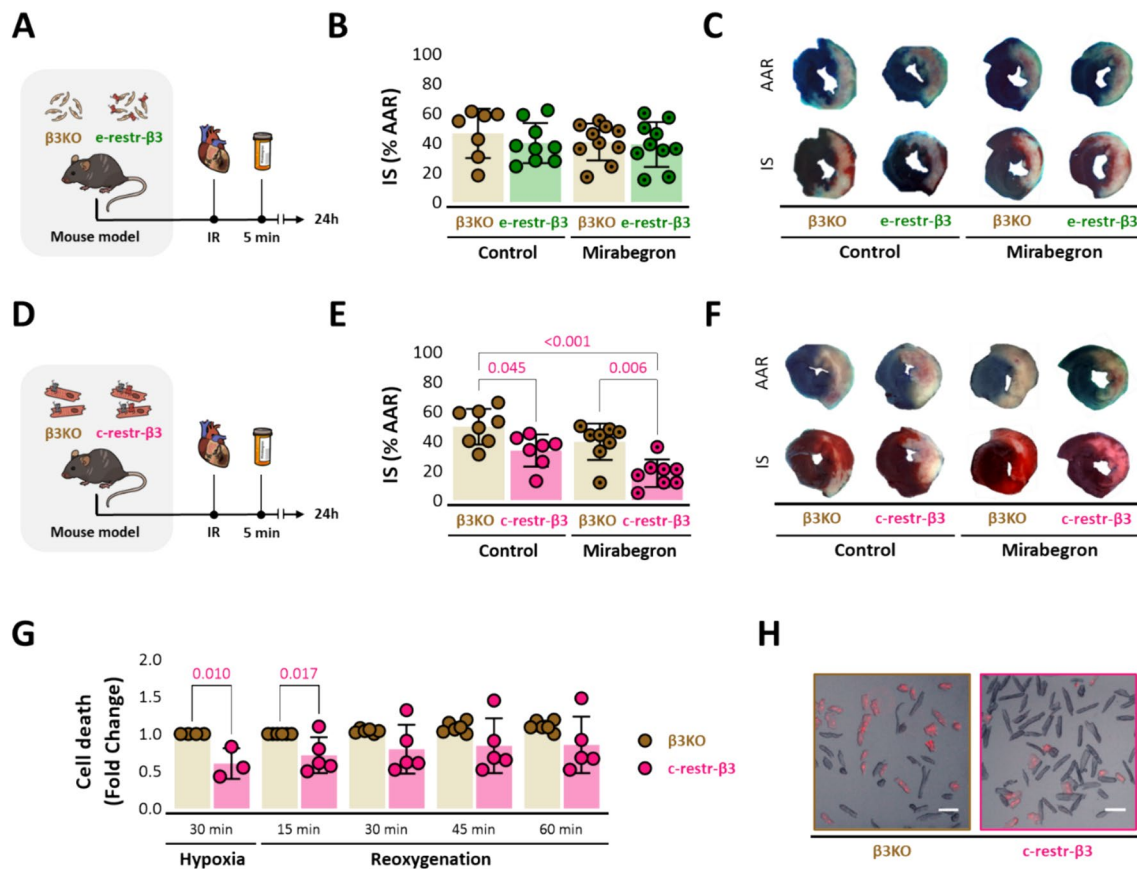 A
β3KO e-restr-β3
Mouse model
IR
5 min
24h
B
IS (% AAR)
100
80
60
40
20
0
β3KO e-restr-β3 β3KO e-restr-β3
Control Mirabegron
C
AAR
IS
β3KO e-restr-β3 β3KO e-restr-β3
Control Mirabegron
D
β3KO c-restr-β3
Mouse model
IR
5 min
24h
E
IS (% AAR)
100
80
60
40
20
0
<0.001
0.045
0.006
β3KO c-restr-β3 β3KO c-restr-β3
Control Mirabegron
F
AAR
IS
β3KO c-restr-β3 β3KO c-restr-β3
Control Mirabegron
G
Cell death
(Fold Change)
2.0
1.5
1.0
0.5
0.0
0.010
0.017
30 min 15 min 30 min 45 min 60 min
Hypoxia Reoxygenation
β3KO
c-restr-β3
H
β3KO c-restr-β3